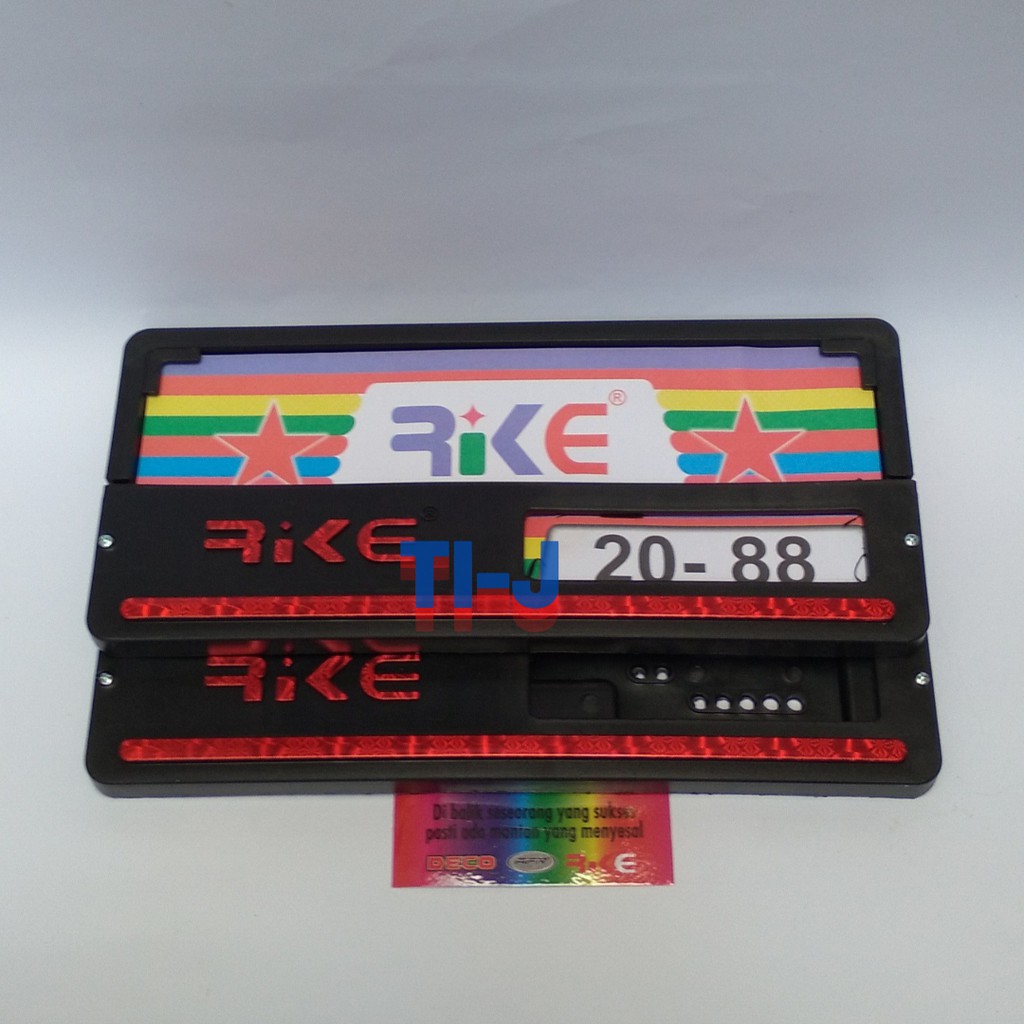 RiKE®
RiKE®
20- 88
TI-J
RiKE
Di balik seseorang yang sukses
pasti ada mantan yang menyesal
DECO RiKE